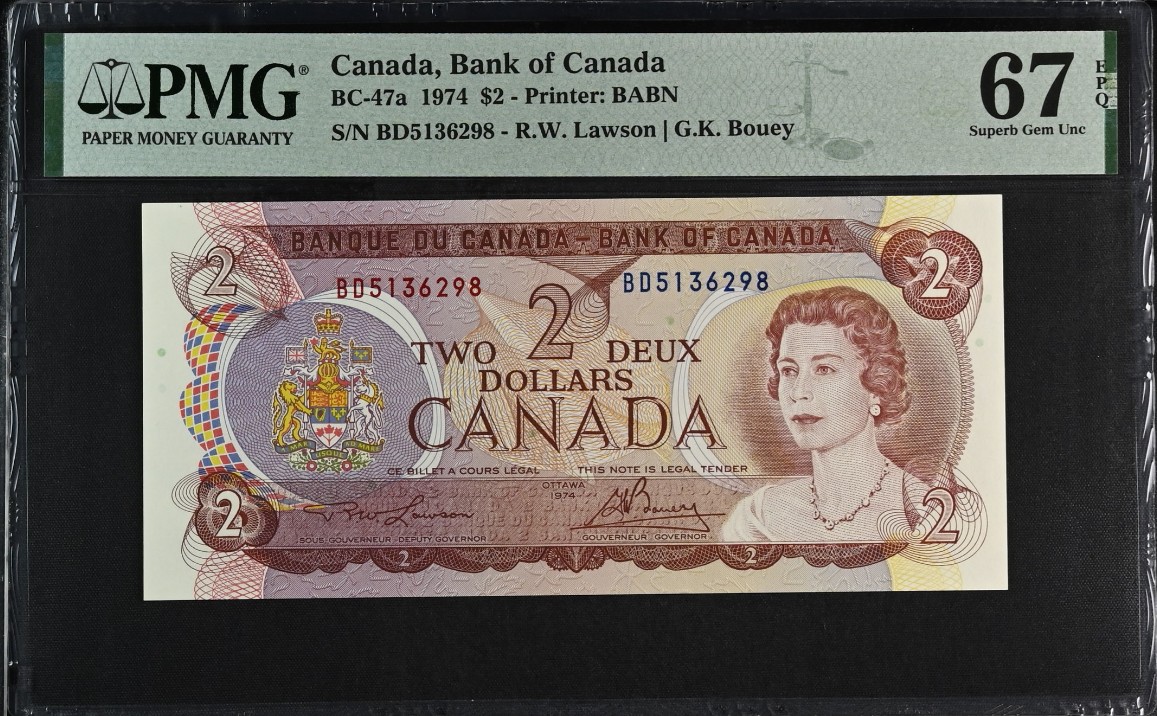 PMG®
PAPER MONEY GUARANTY
Canada, Bank of Canada
BC-47a 1974 $2 - Printer: BABN
S/N BD5136298 - R.W. Lawson | G.K. Bouey
67
EPQ
Superb Gem Unc
BANQUE DU CANADA – BANK OF CANADA
2
2
BD5136298
BD5136298
2
TWO DEUX
DOLLARS
CANADA
CE BILLET A COURS LÉGAL THIS NOTE IS LEGAL TENDER
OTTAWA
1974
SOUS-GOUVERNEUR - DEPUTY GOVERNOR
GOUVERNEUR - GOVERNOR
2
2
2
2